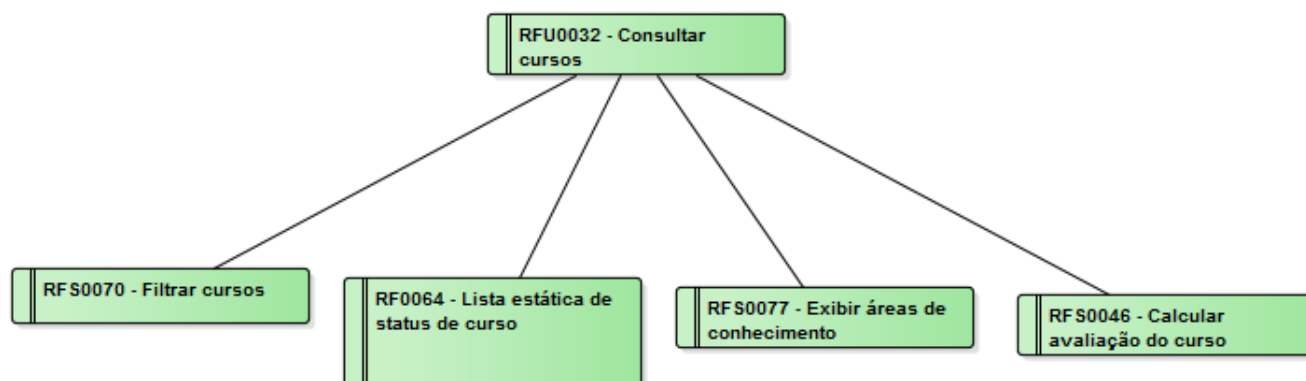 RFU0032 - Consultar
cursos
RFS0070 - Filtrar cursos
RF0064 - Lista estática de
status de curso
RFS0077 - Exibir áreas de
conhecimento
RFS0046 - Calcular
avaliação do curso